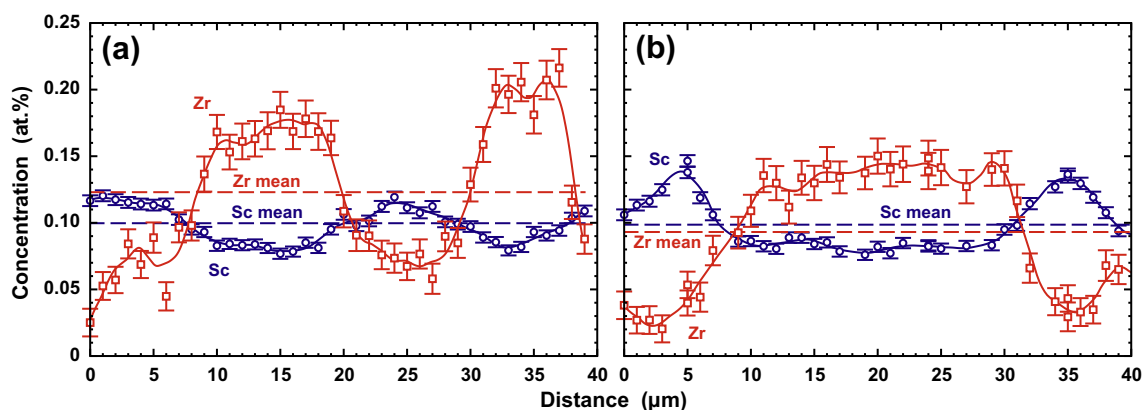 0.25
0.20
0.15
0.10
0.05
0
Concentration (at.%)
(a)
Zr
Zr mean
Sc mean
Sc
0 5 10 15 20 25 30 35 40
(b)
Sc
Sc mean
Zr mean
Zr
0 5 10 15 20 25 30 35 40
Distance (µm)